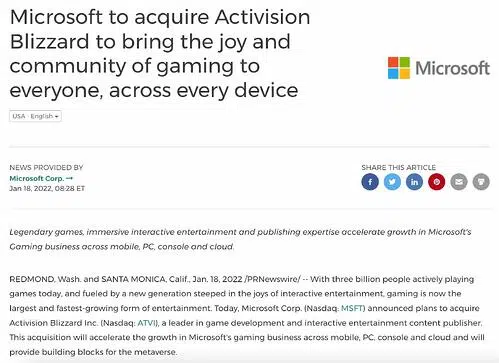 Microsoft to acquire Activision
Blizzard to bring the joy and
community of gaming to
everyone, across every device
Microsoft
USA - English
NEWS PROVIDED BY
Microsoft Corp. →
Jan 18, 2022, 08:28 ET
SHARE THIS ARTICLE
Legendary games, immersive interactive entertainment and publishing expertise accelerate growth in Microsoft's
Gaming business across mobile, PC, console and cloud.
REDMOND, Wash. and SANTA MONICA, Calif., Jan. 18, 2022 /PRNewswire/ -- With three billion people actively playing
games today, and fueled by a new generation steeped in the joys of interactive entertainment, gaming is now the
largest and fastest-growing form of entertainment. Today, Microsoft Corp. (Nasdaq: MSFT) announced plans to acquire
Activision Blizzard Inc. (Nasdaq: ATVI), a leader in game development and interactive entertainment content publisher.
This acquisition will accelerate the growth in Microsoft's gaming business across mobile, PC, console and cloud and will
provide building blocks for the metaverse.